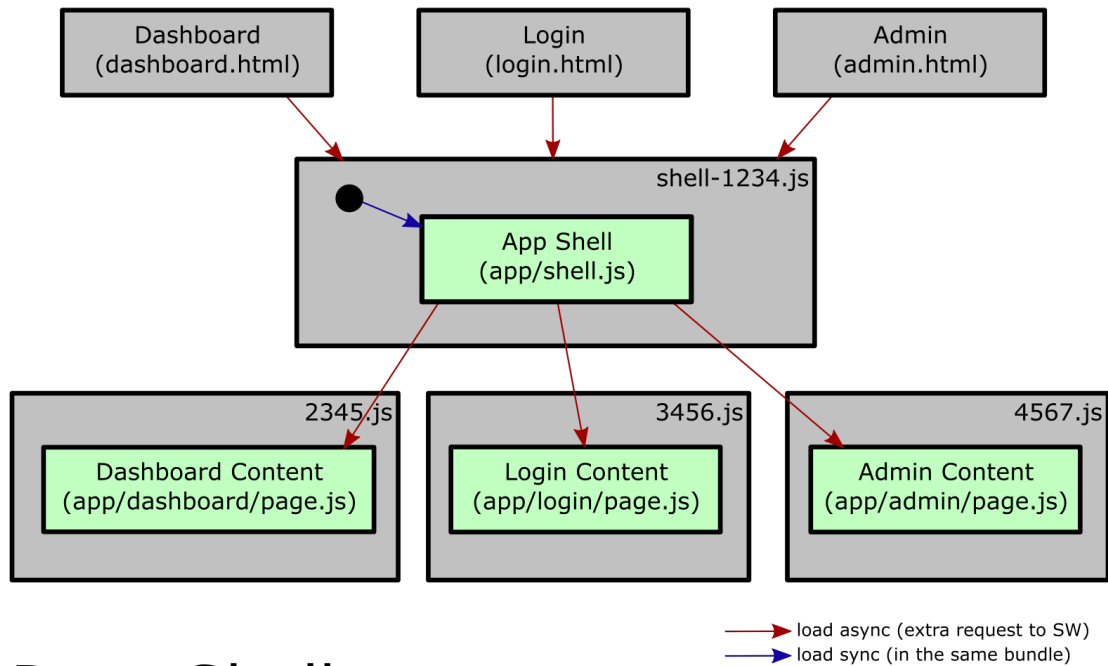 Dashboard
(dashboard.html)
Login
(login.html)
Admin
(admin.html)
shell-1234.js
App Shell
(app/shell.js)
2345.js
3456.js
4567.js
Dashboard Content
(app/dashboard/page.js)
Login Content
(app/login/page.js)
Admin Content
(app/admin/page.js)
load async (extra request to SW)
load sync (in the same bundle)